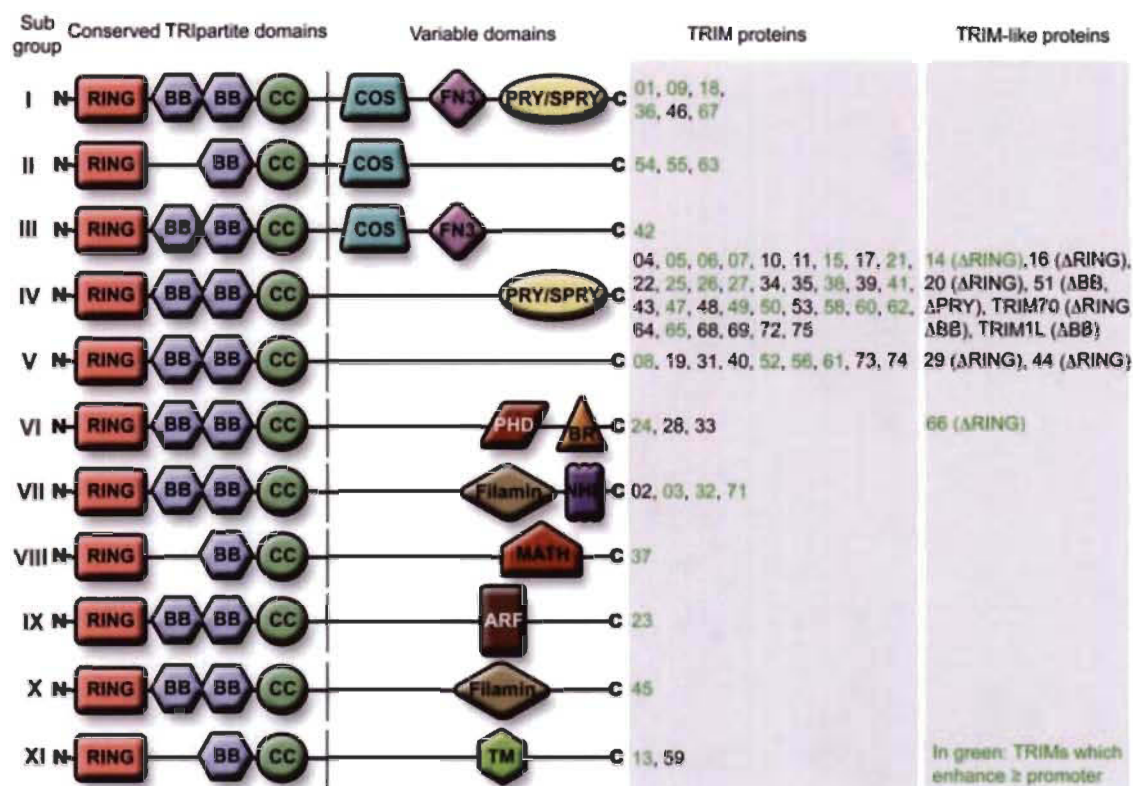 Sub group Conserved TRIpartite domains Variable domains TRIM proteins TRIM-like proteins
I N RING BB BB CC COS FN3 PRY/SPRY C 01, 09, 18,
36, 46, 67
II N RING BB CC COS C 54, 55, 63
III N RING BB BB CC COS FN3 C 42
04, 05, 06, 07, 10, 11, 15, 17, 21, 14 (ΔRING), 16 (ΔRING),
IV N RING BB BB CC PRY/SPRY C 22, 25, 26, 27, 34, 35, 38, 39, 41, 20 (ΔRING), 51 (ΔBB,
43, 47, 48, 49, 50, 53, 58, 60, 62, ΔPRY), TRIM70 (ΔRING
64, 65, 68, 69, 72, 75 ΔBB), TRIM1L (ΔBB)
V N RING BB BB CC C 08, 19, 31, 40, 52, 56, 61, 73, 74 29 (ΔRING), 44 (ΔRING)
VI N RING BB BB CC PHD BR C 24, 28, 33 66 (ΔRING)
VII N RING BB BB CC Filamin NHL C 02, 03, 32, 71
VIII N RING BB CC MATH C 37
IX N RING BB BB CC ARF C 23
X N RING BB BB CC Filamin C 45
XI N RING BB CC TM C 13, 59
In green: TRIMs which
enhance ≥ promoter